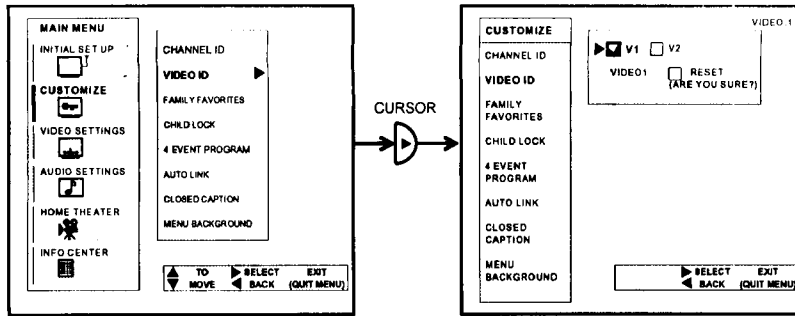 MAIN MENU
INITIAL SET UP
CUSTOMIZE
VIDEO SETTINGS
AUDIO SETTINGS
HOME THEATER
INFO CENTER
CHANNEL ID
VIDEO ID
FAMILY FAVORITES
CHILD LOCK
4 EVENT PROGRAM
AUTO LINK
CLOSED CAPTION
MENU BACKGROUND
TO SELECT EXIT
MOVE BACK (QUIT MENU)
CURSOR
VIDEO 1
CUSTOMIZE
CHANNEL ID
VIDEO ID
FAMILY
FAVORITES
CHILD LOCK
4 EVENT
PROGRAM
AUTO LINK
CLOSED
CAPTION
MENU
BACKGROUND
V1 V2
VIDEO1 RESET
(ARE YOU SURE?)
SELECT EXIT
BACK (QUIT MENU)